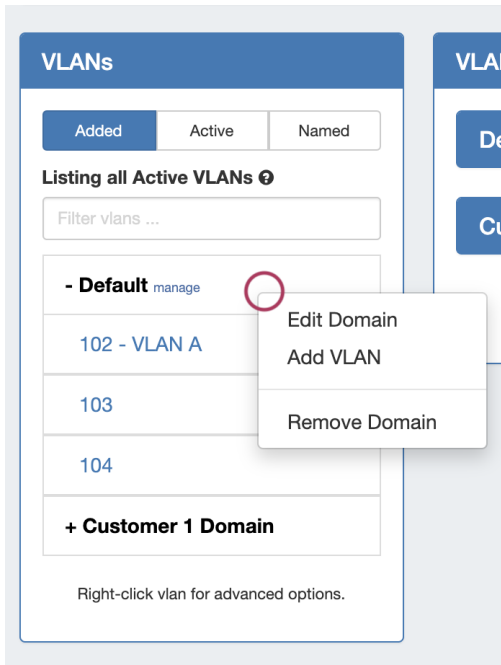 VLANs
Added
Active
Named
Listing all Active VLANs ?
Filter vlans ...
- Default manage
102 - VLAN A
103
104
+ Customer 1 Domain
Right-click vlan for advanced options.
Edit Domain
Add VLAN
Remove Domain